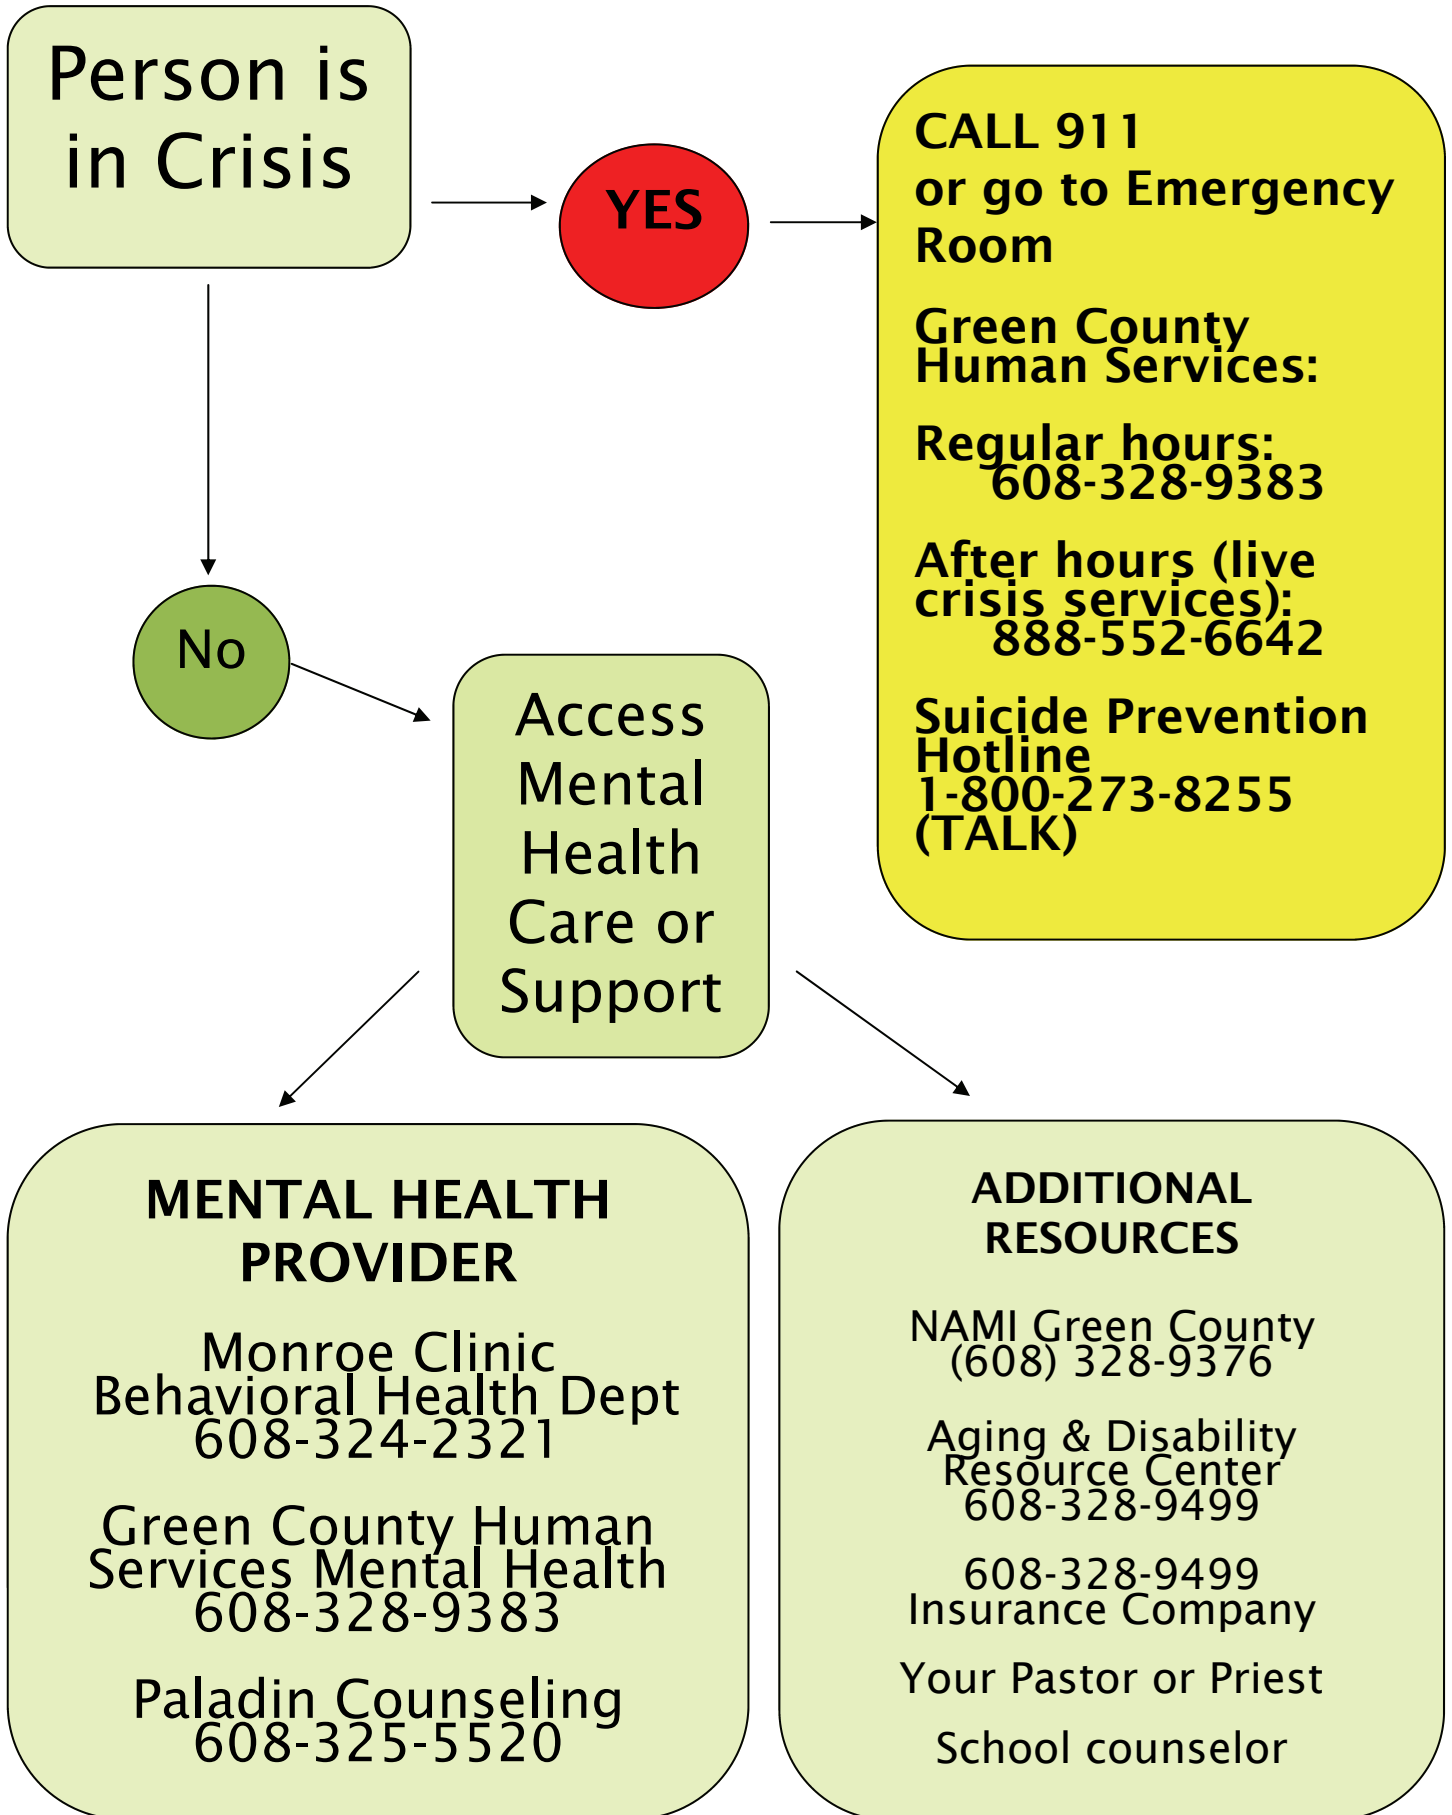 Person is
in Crisis
YES
CALL 911
or go to Emergency
Room
Green County
Human Services:
Regular hours:
608-328-9383
After hours (live
crisis services):
888-552-6642
Suicide Prevention
Hotline
1-800-273-8255
(TALK)
No
Access
Mental
Health
Care or
Support
MENTAL HEALTH
PROVIDER
Monroe Clinic
Behavioral Health Dept
608-324-2321
Green County Human
Services Mental Health
608-328-9383
Paladin Counseling
608-325-5520
ADDITIONAL
RESOURCES
NAMI Green County
(608) 328-9376
Aging & Disability
Resource Center
608-328-9499
608-328-9499
Insurance Company
Your Pastor or Priest
School counselor